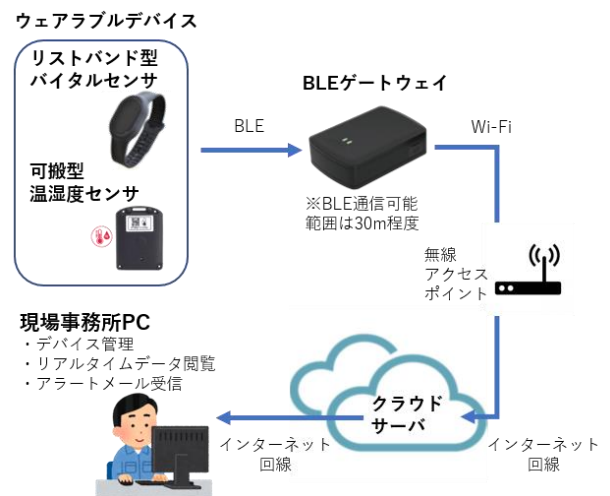 ウェアラブルデバイス
リストバンド型
バイタルセンサ
可搬型
温湿度センサ
BLE
BLEゲートウェイ
※BLE通信可能
範囲は30m程度
Wi-Fi
無線
アクセス
ポイント
クラウド
サーバ
インターネット
回線
インターネット
回線
現場事務所PC
・デバイス管理
・リアルタイムデータ閲覧
・アラートメール受信